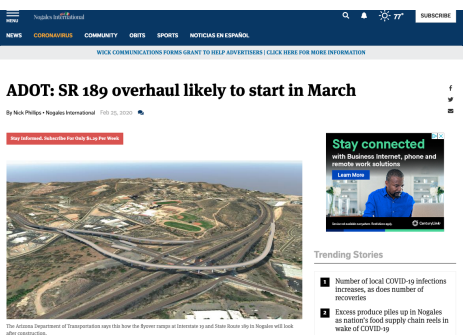 MENU
Nogales International
77°
SUBSCRIBE
NEWS
CORONAVIRUS
COMMUNITY
OBITS
SPORTS
NOTICIAS EN ESPAÑOL
WICK COMMUNICATIONS FORMS GRANT TO HELP ADVERTISERS | CLICK HERE FOR MORE INFORMATION
ADOT: SR 189 overhaul likely to start in March
By Nick Phillips • Nogales International Feb 25, 2020
Stay Informed. Subscribe For Only $1.19 Per Week
The Arizona Department of Transportation says this how the flyover ramps at Interstate 19 and State Route 189 in Nogales will look
after construction.
Stay connected
with Business Internet, phone and
remote work solutions
Learn More
CenturyLink
Trending Stories
1 Number of local COVID-19 infections
increases, as does number of
recoveries
2 Excess produce piles up in Nogales
as nation's food supply chain reels in
wake of COVID-19